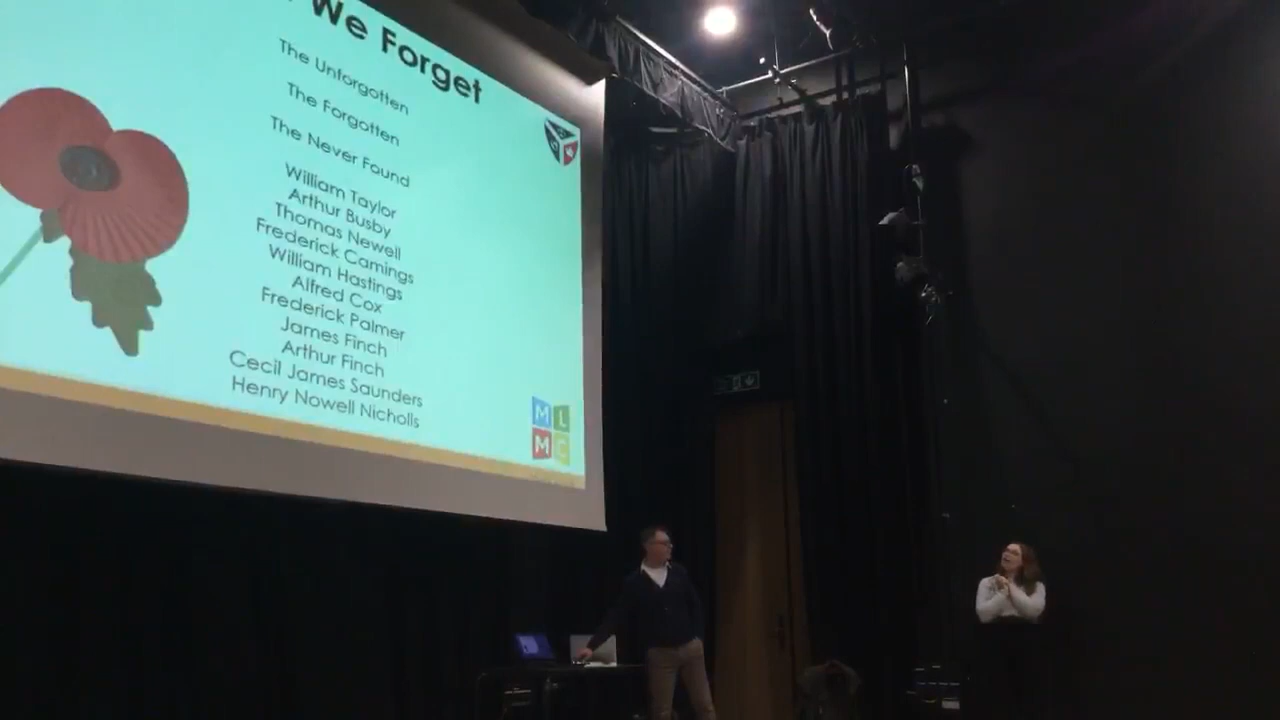 We Forget
The Unforgotten
The Forgotten
The Never Found
William Taylor
Arthur Busby
Thomas Newell
Frederick Camings
William Hastings
Alfred Cox
Frederick Palmer
James Finch
Arthur Finch
Cecil James Saunders
Henry Nowell Nicholls
M L
M C